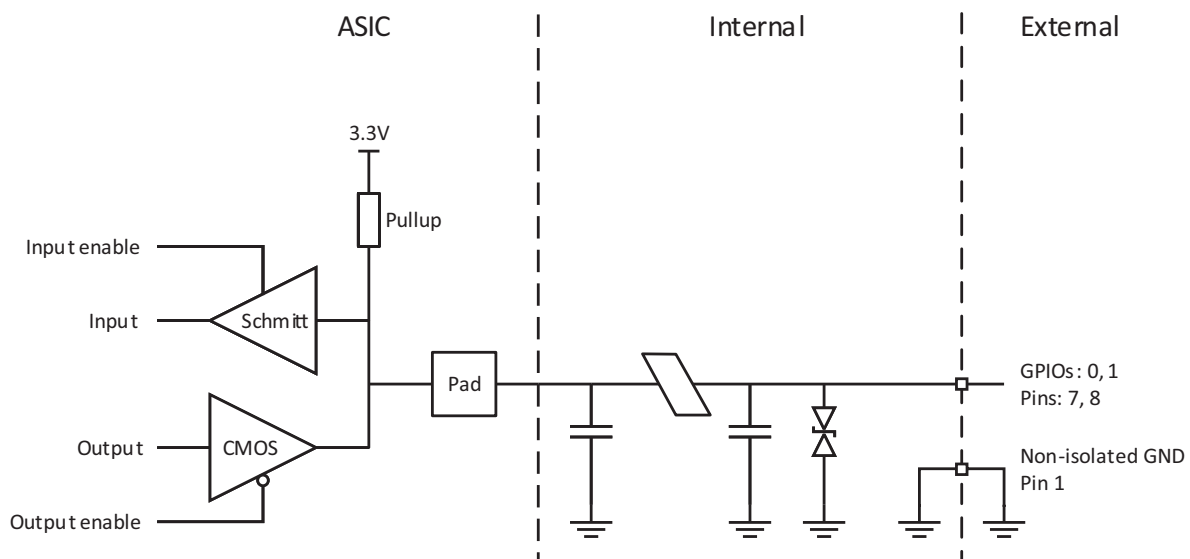 ASIC
Internal
External
3.3V
Pullup
Input enable
Schmitt
Input
Pad
GPIOs: 0, 1
Pins: 7, 8
Output
CMOS
Non-isolated GND
Pin 1
Output enable